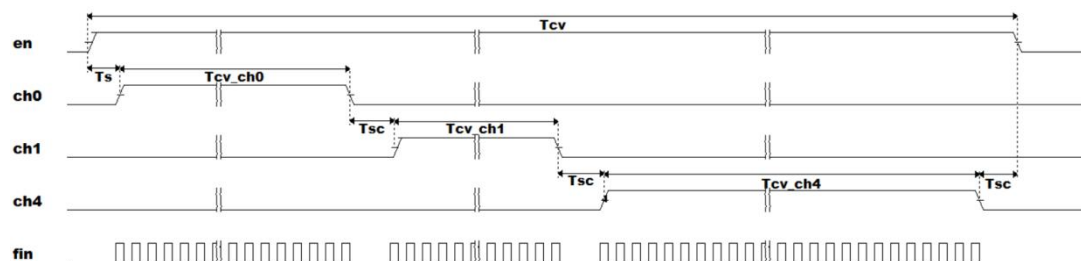 Tcv
en
Ts Tcv_ch0
ch0
Tsc Tcv_ch1
ch1
Tsc Tcv_ch4 Tsc
ch4
fin